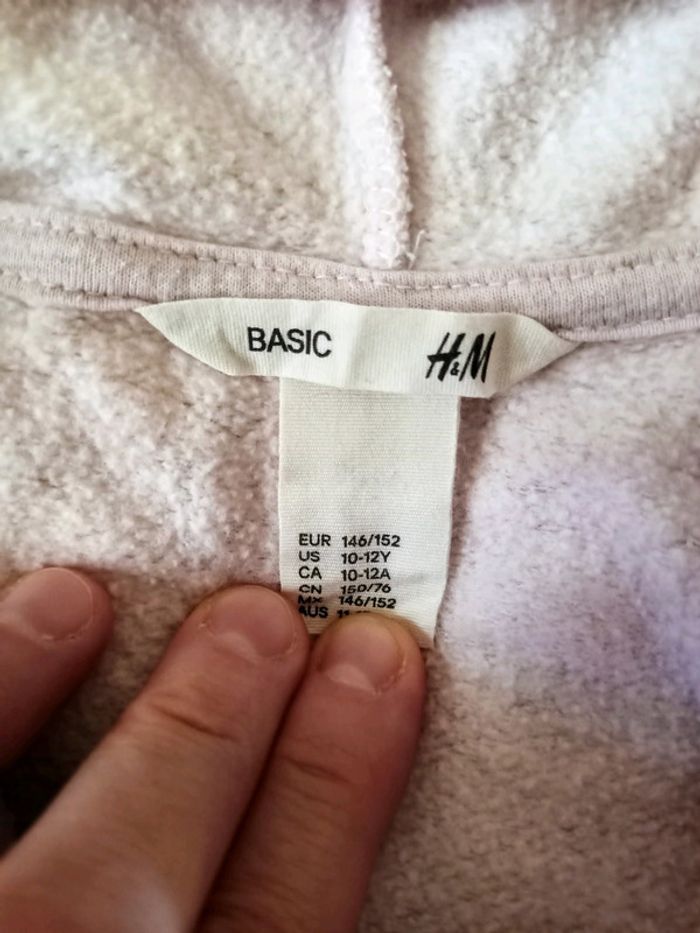 BASIC H&M
EUR 146/152
US 10-12Y
CA 10-12A
CN 150/76
MX 146/152
AUS